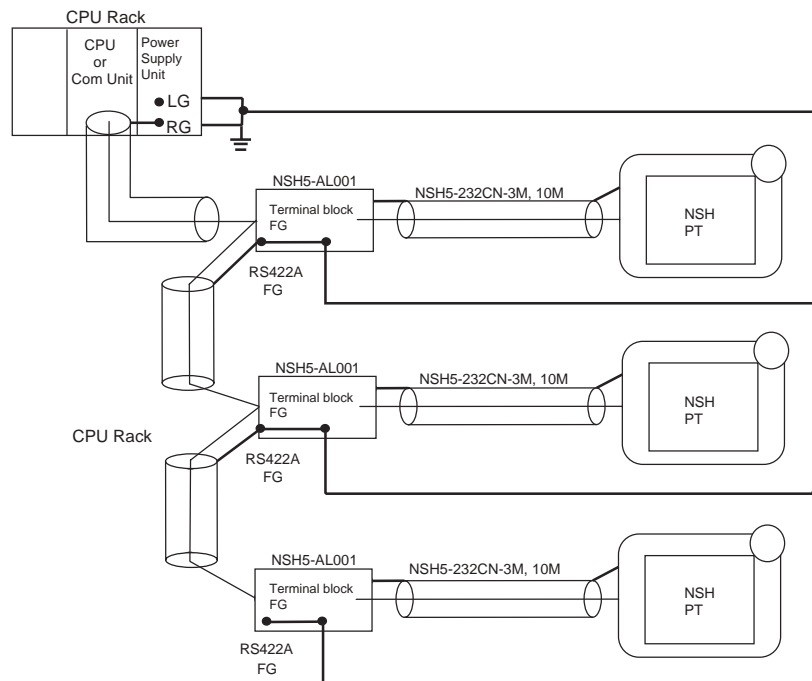 CPU Rack
CPU
or
Com Unit
Power
Supply
Unit
LG
RG
NSH5-AL001
Terminal block
FG
RS422A
FG
NSH5-232CN-3M, 10M
NSH
PT
NSH5-AL001
Terminal block
FG
RS422A
FG
NSH5-232CN-3M, 10M
NSH
PT
CPU Rack
NSH5-AL001
Terminal block
FG
RS422A
FG
NSH5-232CN-3M, 10M
NSH
PT